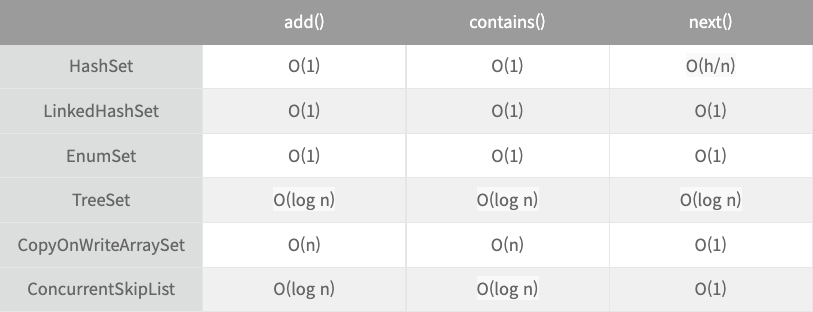 add() contains() next()
HashSet O(1) O(1) O(h/n)
LinkedHashSet O(1) O(1) O(1)
EnumSet O(1) O(1) O(1)
TreeSet O(log n) O(log n) O(log n)
CopyOnWriteArraySet O(n) O(n) O(1)
ConcurrentSkipList O(log n) O(log n) O(1)